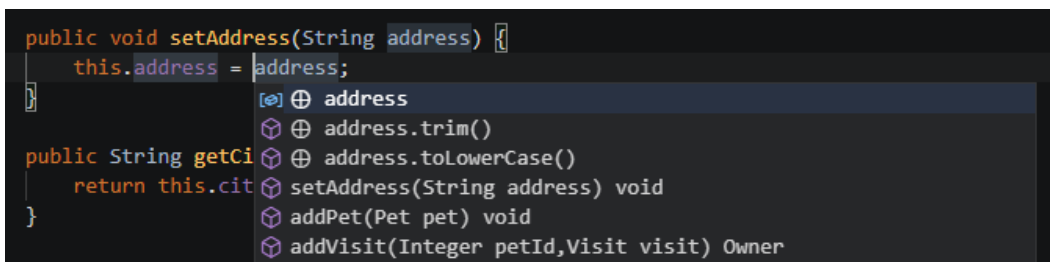 public void setAddress(String address) {
this.address = address;
}
⊕ address
⊕ address.trim()
public String getCi
⊕ address.toLowerCase()
return this.cit
setAddress(String address) void
}
addPet(Pet pet) void
addVisit(Integer petId,Visit visit) Owner